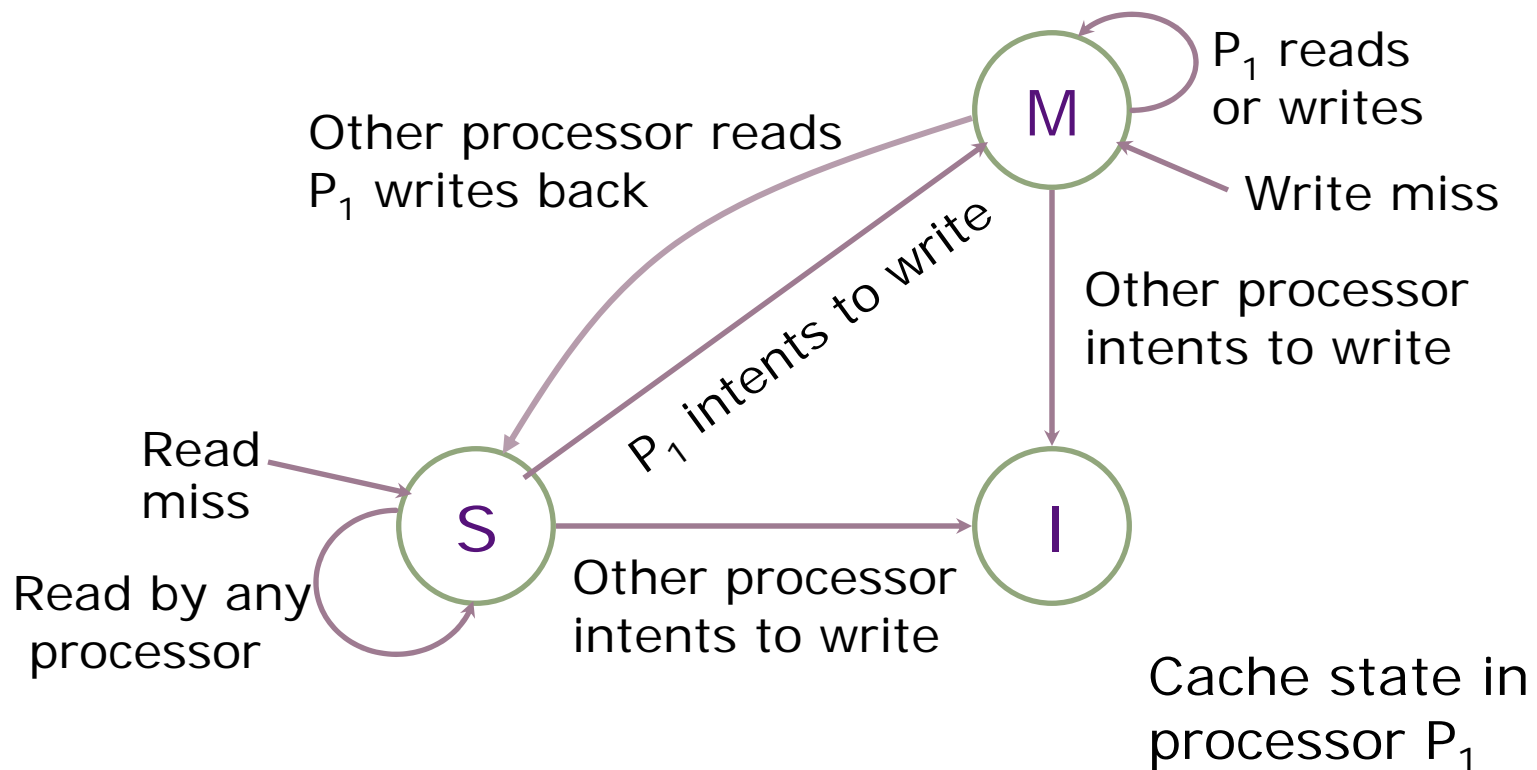 P₁ reads
or writes
M
Other processor reads
P₁ writes back
Write miss
P₁ intents to write
Other processor
intents to write
Read
miss
S
I
Read by any
processor
Other processor
intents to write
Cache state in
processor P₁